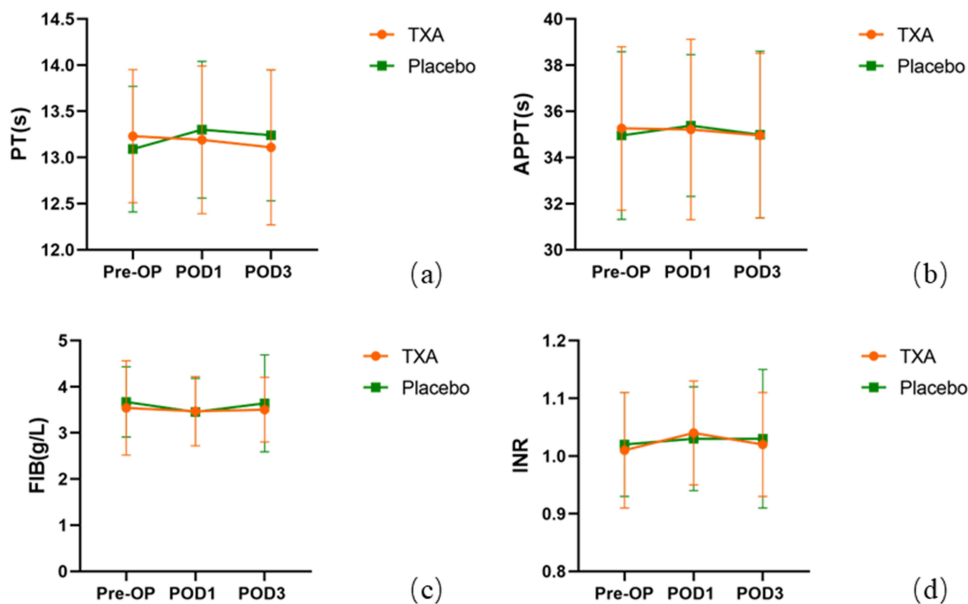 14.5
14.0
13.5
13.0
12.5
12.0
PT(s)
Pre-OP POD1 POD3
TXA
Placebo
(a)
40
38
36
34
32
30
APPT(s)
Pre-OP POD1 POD3
TXA
Placebo
(b)
5
4
3
2
1
0
FIB(g/L)
Pre-OP POD1 POD3
TXA
Placebo
(c)
1.2
1.1
1.0
0.9
0.8
INR
Pre-OP POD1 POD3
TXA
Placebo
(d)